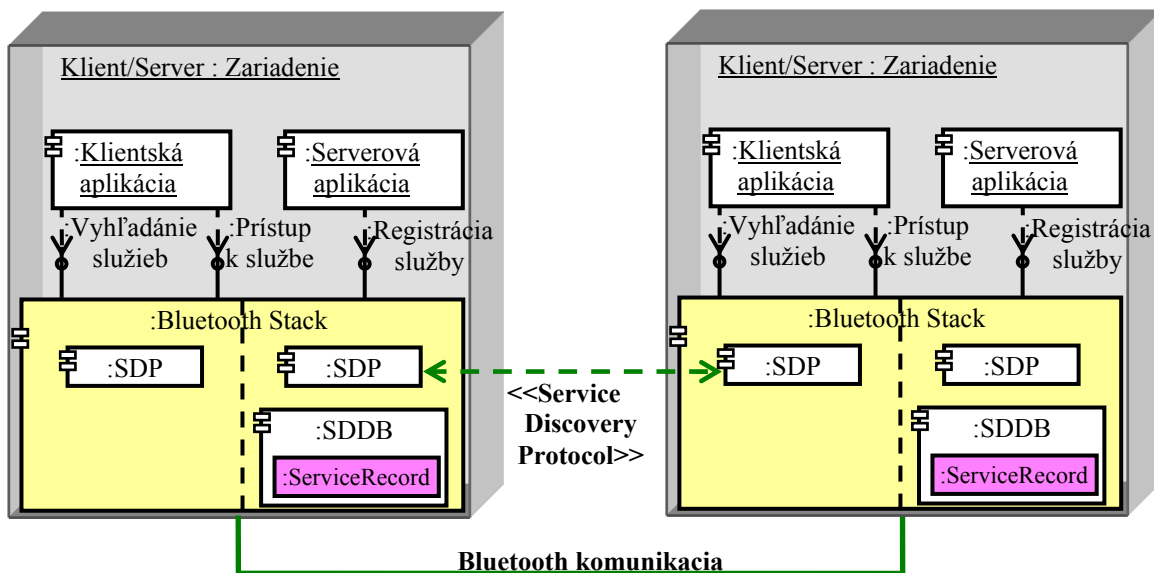 Klient/Server : Zariadenie
:Klientská
aplikácia
:Serverová
aplikácia
:Vyhľadánie
služieb
:Prístup
k službe
:Registrácia
služby
:Bluetooth Stack
:SDP
:SDP
:SDDB
:ServiceRecord
<<Service
Discovery
Protocol>>
Klient/Server : Zariadenie
:Klientská
aplikácia
:Serverová
aplikácia
:Vyhľadánie
služieb
:Prístup
k službe
:Registrácia
služby
:Bluetooth Stack
:SDP
:SDP
:SDDB
:ServiceRecord
Bluetooth komunikacia